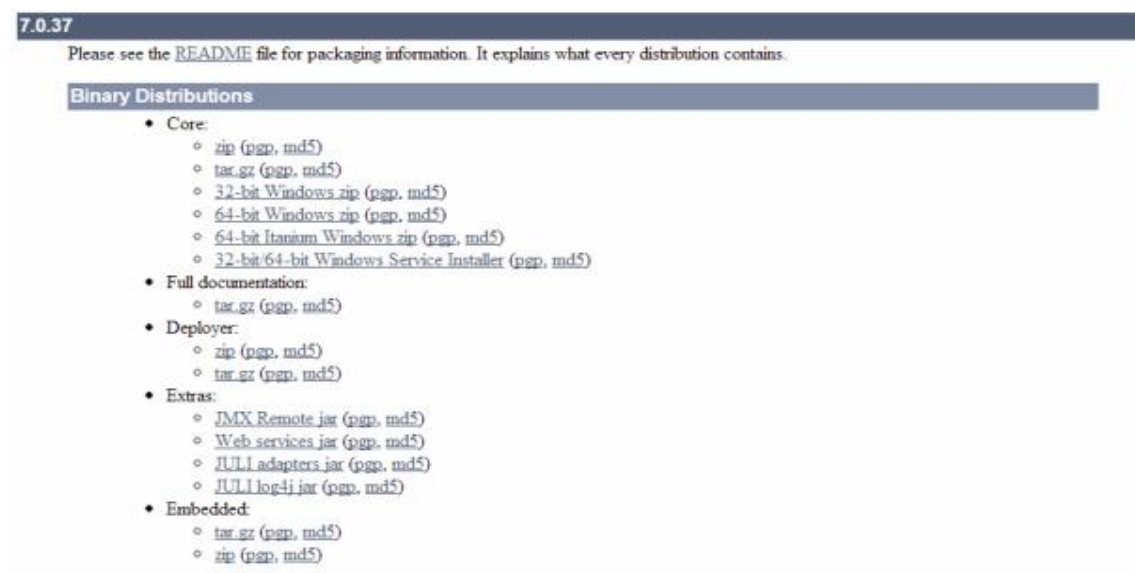 7.0.37
Please see the README file for packaging information. It explains what every distribution contains.
Binary Distributions
• Core:
○ zip (pgp, md5)
○ tar.gz (pgp, md5)
○ 32-bit Windows zip (pgp, md5)
○ 64-bit Windows zip (pgp, md5)
○ 64-bit Itanium Windows zip (pgp, md5)
○ 32-bit/64-bit Windows Service Installer (pgp, md5)
• Full documentation:
○ tar.gz (pgp, md5)
• Deployer:
○ zip (pgp, md5)
○ tar.gz (pgp, md5)
• Extras:
○ JMX Remote jar (pgp, md5)
○ Web services jar (pgp, md5)
○ JULI adapters jar (pgp, md5)
○ JULI log4j jar (pgp, md5)
• Embedded:
○ tar.gz (pgp, md5)
○ zip (pgp, md5)